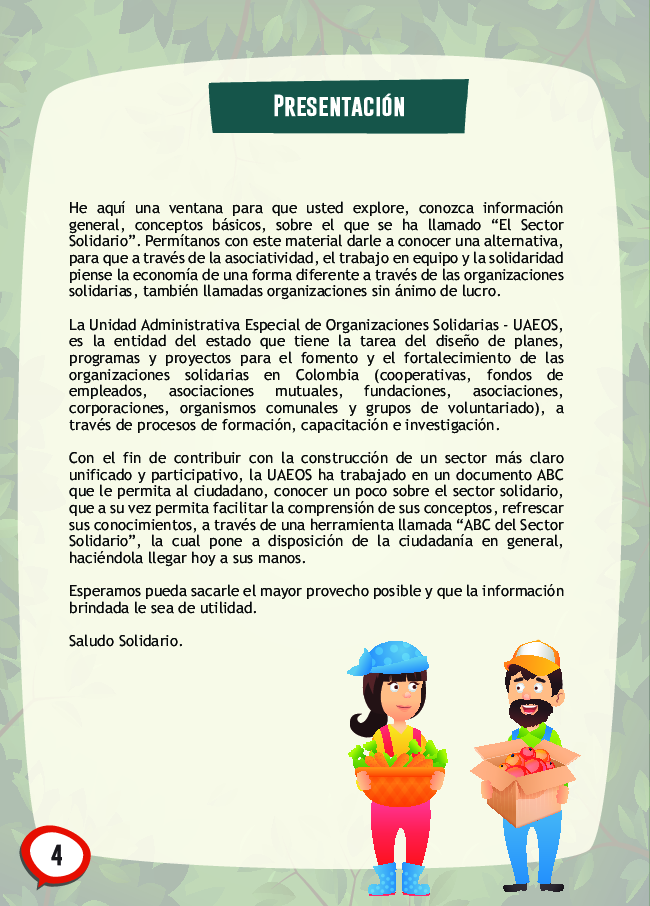 PRESENTACIÓN
He aquí una ventana para que usted explore, conozca información
general, conceptos básicos, sobre el que se ha llamado “El Sector
Solidario”. Permítanos con este material darle a conocer una alternativa,
para que a través de la asociatividad, el trabajo en equipo y la solidaridad
piense la economía de una forma diferente a través de las organizaciones
solidarias, también llamadas organizaciones sin ánimo de lucro.
La Unidad Administrativa Especial de Organizaciones Solidarias - UAEOS,
es la entidad del estado que tiene la tarea del diseño de planes,
programas y proyectos para el fomento y el fortalecimiento de las
organizaciones solidarias en Colombia (cooperativas, fondos de
empleados, asociaciones mutuales, fundaciones, asociaciones,
corporaciones, organismos comunales y grupos de voluntariado), a
través de procesos de formación, capacitación e investigación.
Con el fin de contribuir con la construcción de un sector más claro
unificado y participativo, la UAEOS ha trabajado en un documento ABC
que le permita al ciudadano, conocer un poco sobre el sector solidario,
que a su vez permita facilitar la comprensión de sus conceptos, refrescar
sus conocimientos, a través de una herramienta llamada “ABC del Sector
Solidario”, la cual pone a disposición de la ciudadanía en general,
haciéndola llegar hoy a sus manos.
Esperamos pueda sacarle el mayor provecho posible y que la información
brindada le sea de utilidad.
Saludo Solidario.
4